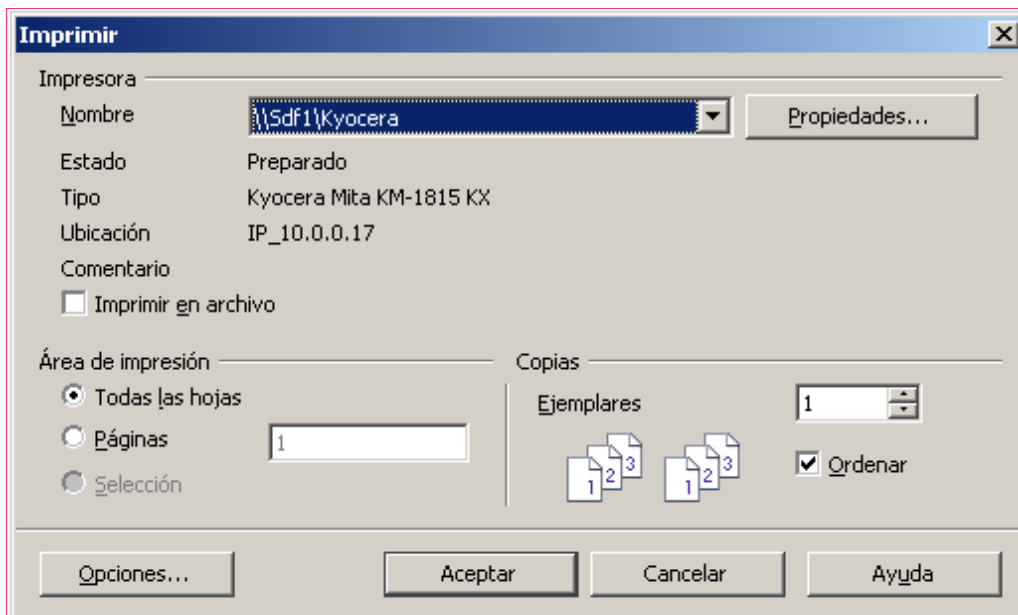 Imprimir
Impresora
Nombre \\Sdf1\Kyocera Propiedades...
Estado Preparado
Tipo Kyocera Mita KM-1815 KX
Ubicación IP_10.0.0.17
Comentario
Imprimir en archivo
Área de impresión
Todas las hojas
Páginas 1
Selección
Copias
Ejemplares 1
1 2 3 1 2 3
Ordenar
Opciones... Aceptar Cancelar Ayuda